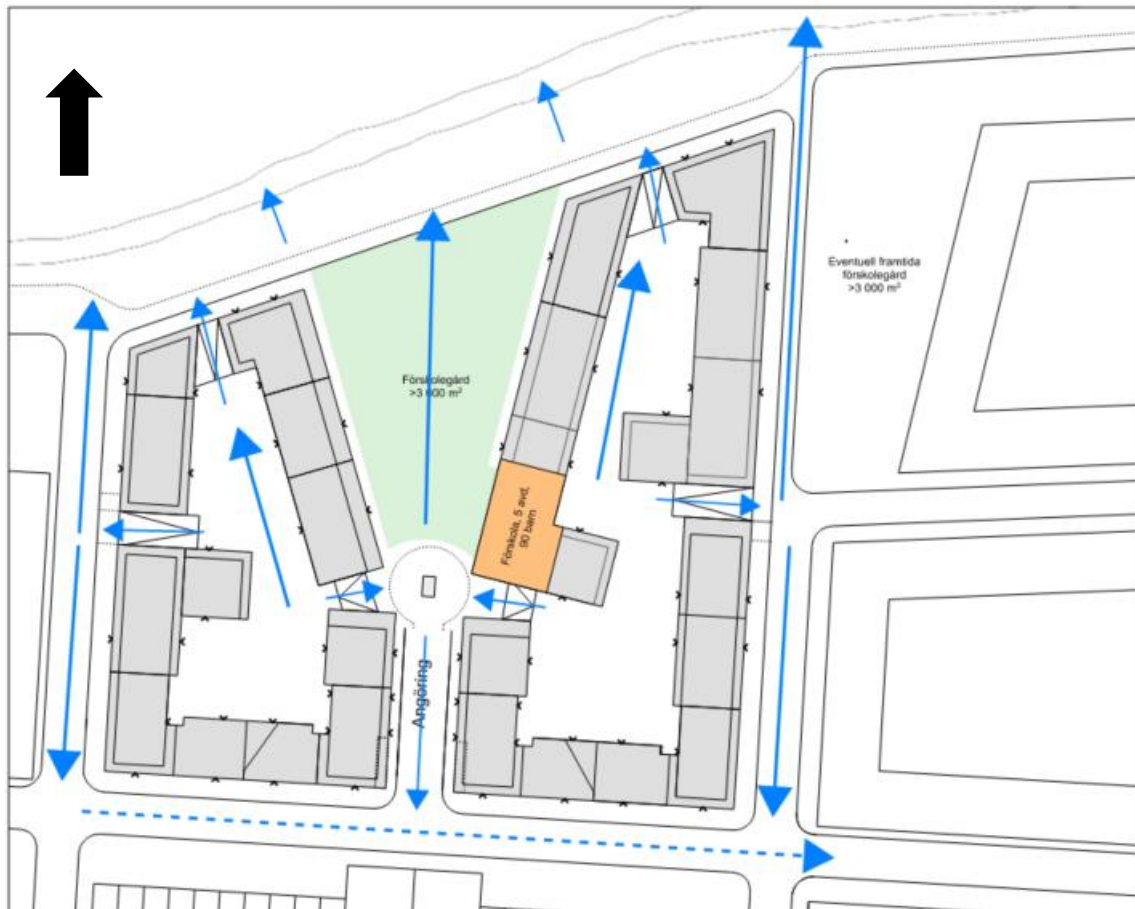 Eventuell framtida
förskolegård
>3 000 m²
Förskolegård
>3 000 m²
Förskola, 5 avd,
90 barn
Angöring